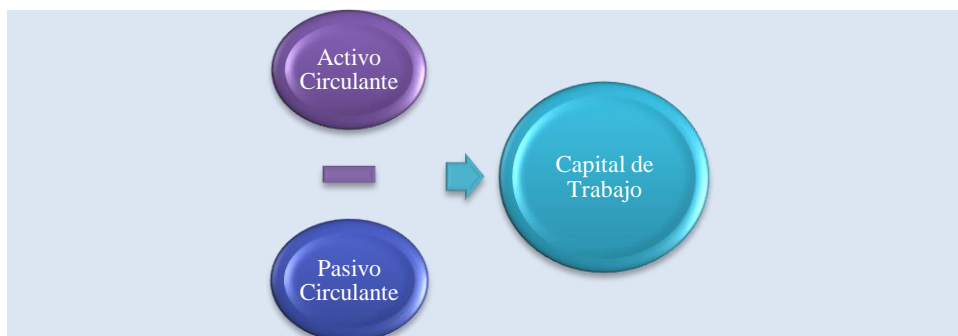 Activo
Circulante
Capital de
Trabajo
Pasivo
Circulante